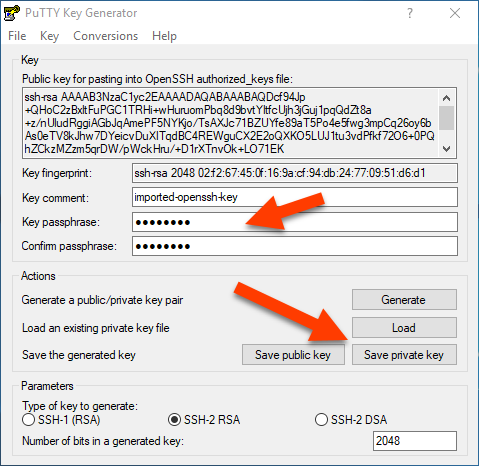 PuTTY Key Generator
File Key Conversions Help
Key
Public key for pasting into OpenSSH authorized_keys file:
ssh-rsa AAAAB3NzaC1yc2EAAAADAQABAAABAQDcf94Jp
+QHoC2zBxltFuPGC1TRHi+wHuruomPbq8d9bvtYltfcUjh3jGuj1pqQdZt8a
+z/nUludRggiAGbJqAmePF5NYKjo/TsAXJc71BZUYfe89aT5Po4e5fwg3mpCq26oy6b
As0eTV8kJhw7DYeicvDuXITqdBC4REWguCX2E2oQXKO5LUJ1tu3vdPfkf72O6+0PQ
hZCkzMZzm5qrDW/pWckHru/+D1rXTnvOk+LO71EK
Key fingerprint: ssh-rsa 2048 02:f2:67:45:0f:16:9a:cf:94:db:24:77:09:51:d6:d1
Key comment: imported-openssh-key
Key passphrase: ●●●●●●●●
Confirm passphrase: ●●●●●●●●
Actions
Generate a public/private key pair Generate
Load an existing private key file Load
Save the generated key Save public key Save private key
Parameters
Type of key to generate:
SSH-1 (RSA) SSH-2 RSA SSH-2 DSA
Number of bits in a generated key: 2048